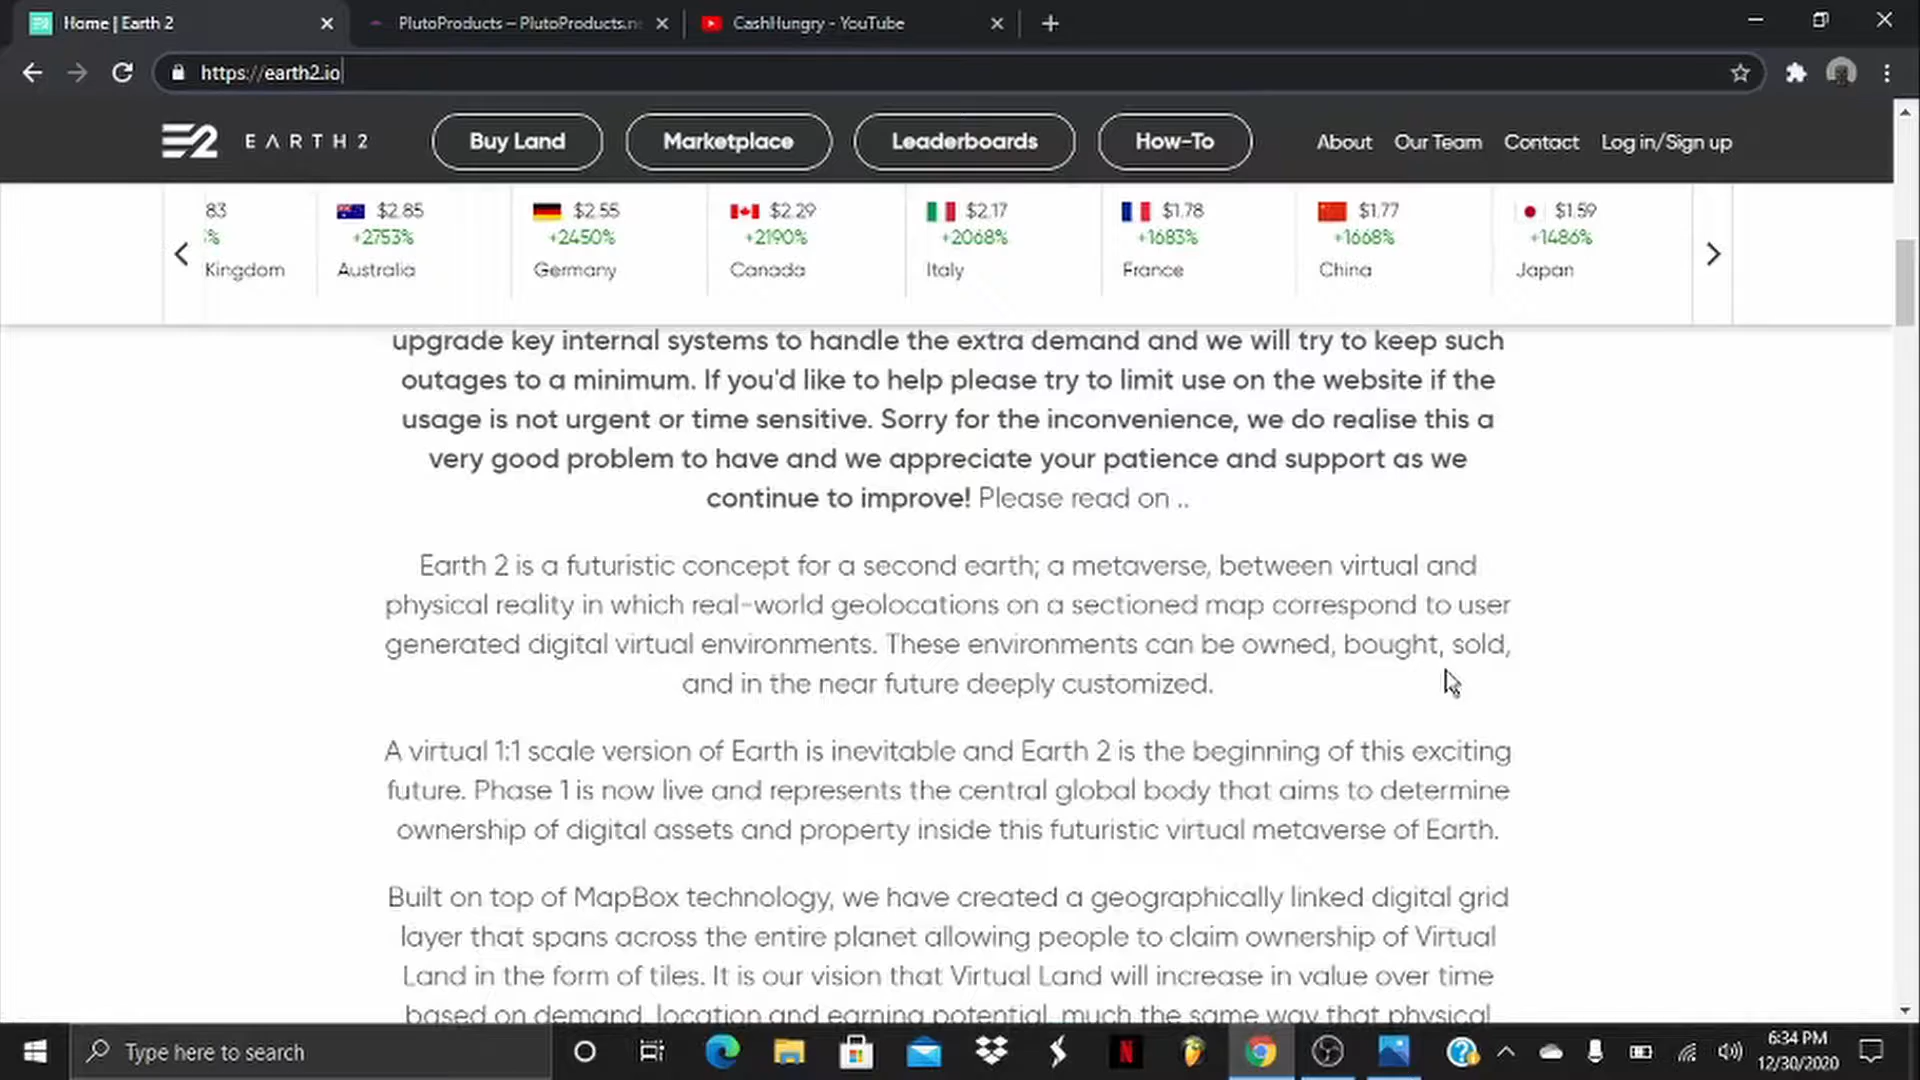 Home | Earth 2
PlutoProducts – PlutoProducts.n
CashHungry - YouTube
https://earth2.io
EARTH 2
Buy Land
Marketplace
Leaderboards
How-To
About
Our Team
Contact
Log in/Sign up
83
%
Kingdom
$2.85
+2753%
Australia
$2.55
+2450%
Germany
$2.29
+2190%
Canada
$2.17
+2068%
Italy
$1.78
+1683%
France
$1.77
+1668%
China
$1.59
+1486%
Japan
upgrade key internal systems to handle the extra demand and we will try to keep such
outages to a minimum. If you'd like to help please try to limit use on the website if the
usage is not urgent or time sensitive. Sorry for the inconvenience, we do realise this a
very good problem to have and we appreciate your patience and support as we
continue to improve! Please read on ..
Earth 2 is a futuristic concept for a second earth; a metaverse, between virtual and
physical reality in which real-world geolocations on a sectioned map correspond to user
generated digital virtual environments. These environments can be owned, bought, sold,
and in the near future deeply customized.
A virtual 1:1 scale version of Earth is inevitable and Earth 2 is the beginning of this exciting
future. Phase 1 is now live and represents the central global body that aims to determine
ownership of digital assets and property inside this futuristic virtual metaverse of Earth.
Built on top of MapBox technology, we have created a geographically linked digital grid
layer that spans across the entire planet allowing people to claim ownership of Virtual
Land in the form of tiles. It is our vision that Virtual Land will increase in value over time
based on demand, location and earning potential, much the same way that physical
Type here to search
6:34 PM
12/30/2020